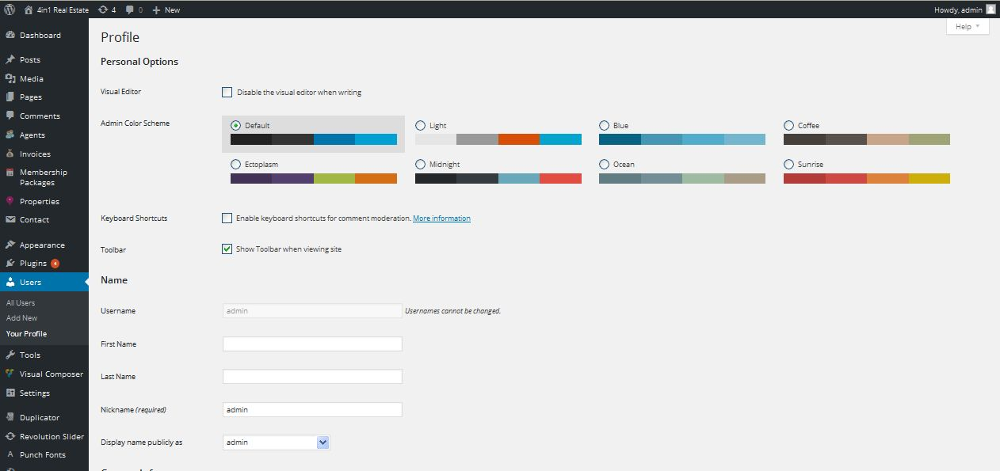 4in1 Real Estate 4 0 + New Howdy, admin
Help
Dashboard
Posts
Media
Pages
Comments
Agents
Invoices
Membership
Packages
Properties
Contact
Appearance
Plugins 4
Users
All Users
Add New
Your Profile
Tools
Visual Composer
Settings
Duplicator
Revolution Slider
Punch Fonts
Profile
Personal Options
Visual Editor Disable the visual editor when writing
Admin Color Scheme Default Light Blue Coffee
Ectoplasm Midnight Ocean Sunrise
Keyboard Shortcuts Enable keyboard shortcuts for comment moderation. More information
Toolbar Show Toolbar when viewing site
Name
Username admin Usernames cannot be changed.
First Name
Last Name
Nickname (required) admin
Display name publicly as admin